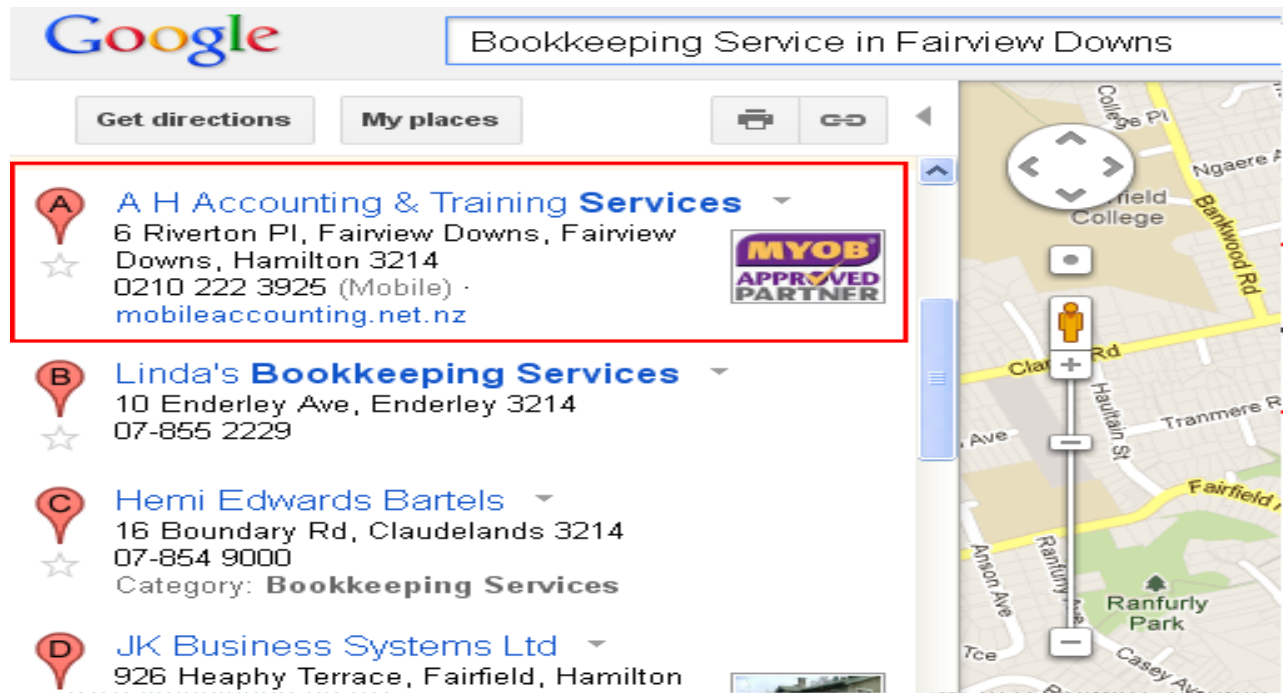 Google
Bookkeeping Service in Fairview Downs
Get directions
My places
A
A H Accounting & Training Services
6 Riverton Pl, Fairview Downs, Fairview
Downs, Hamilton 3214
0210 222 3925 (Mobile) ·
mobileaccounting.net.nz
MYOB
APPROVED
PARTNER
B
Linda's Bookkeeping Services
10 Enderley Ave, Enderley 3214
07-855 2229
C
Hemi Edwards Bartels
16 Boundary Rd, Claudelands 3214
07-854 9000
Category: Bookkeeping Services
D
JK Business Systems Ltd
926 Heaphy Terrace, Fairfield, Hamilton
College Pl
Ngaere
College
Bankwood Rd
Rd
Haultain St
Tranmere
Ave
Fairfield
Anson Ave
Ranfurly
Ranfurly
Park
Tce
Casey Av